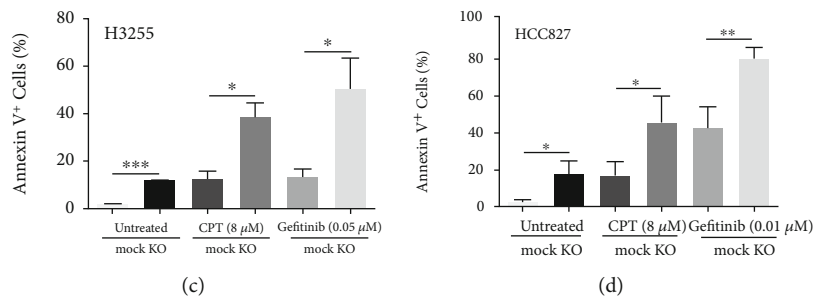 H3255
Annexin V+ Cells (%)
80
60
40
20
0
***
*
*
Untreated
CPT (8 µM)
Gefitinib (0.05 µM)
mock KO
mock KO
mock KO
(c)
HCC827
Annexin V+ Cells (%)
100
80
60
40
20
0
*
*
**
Untreated
CPT (8 µM)
Gefitinib (0.01 µM)
mock KO
mock KO
mock KO
(d)